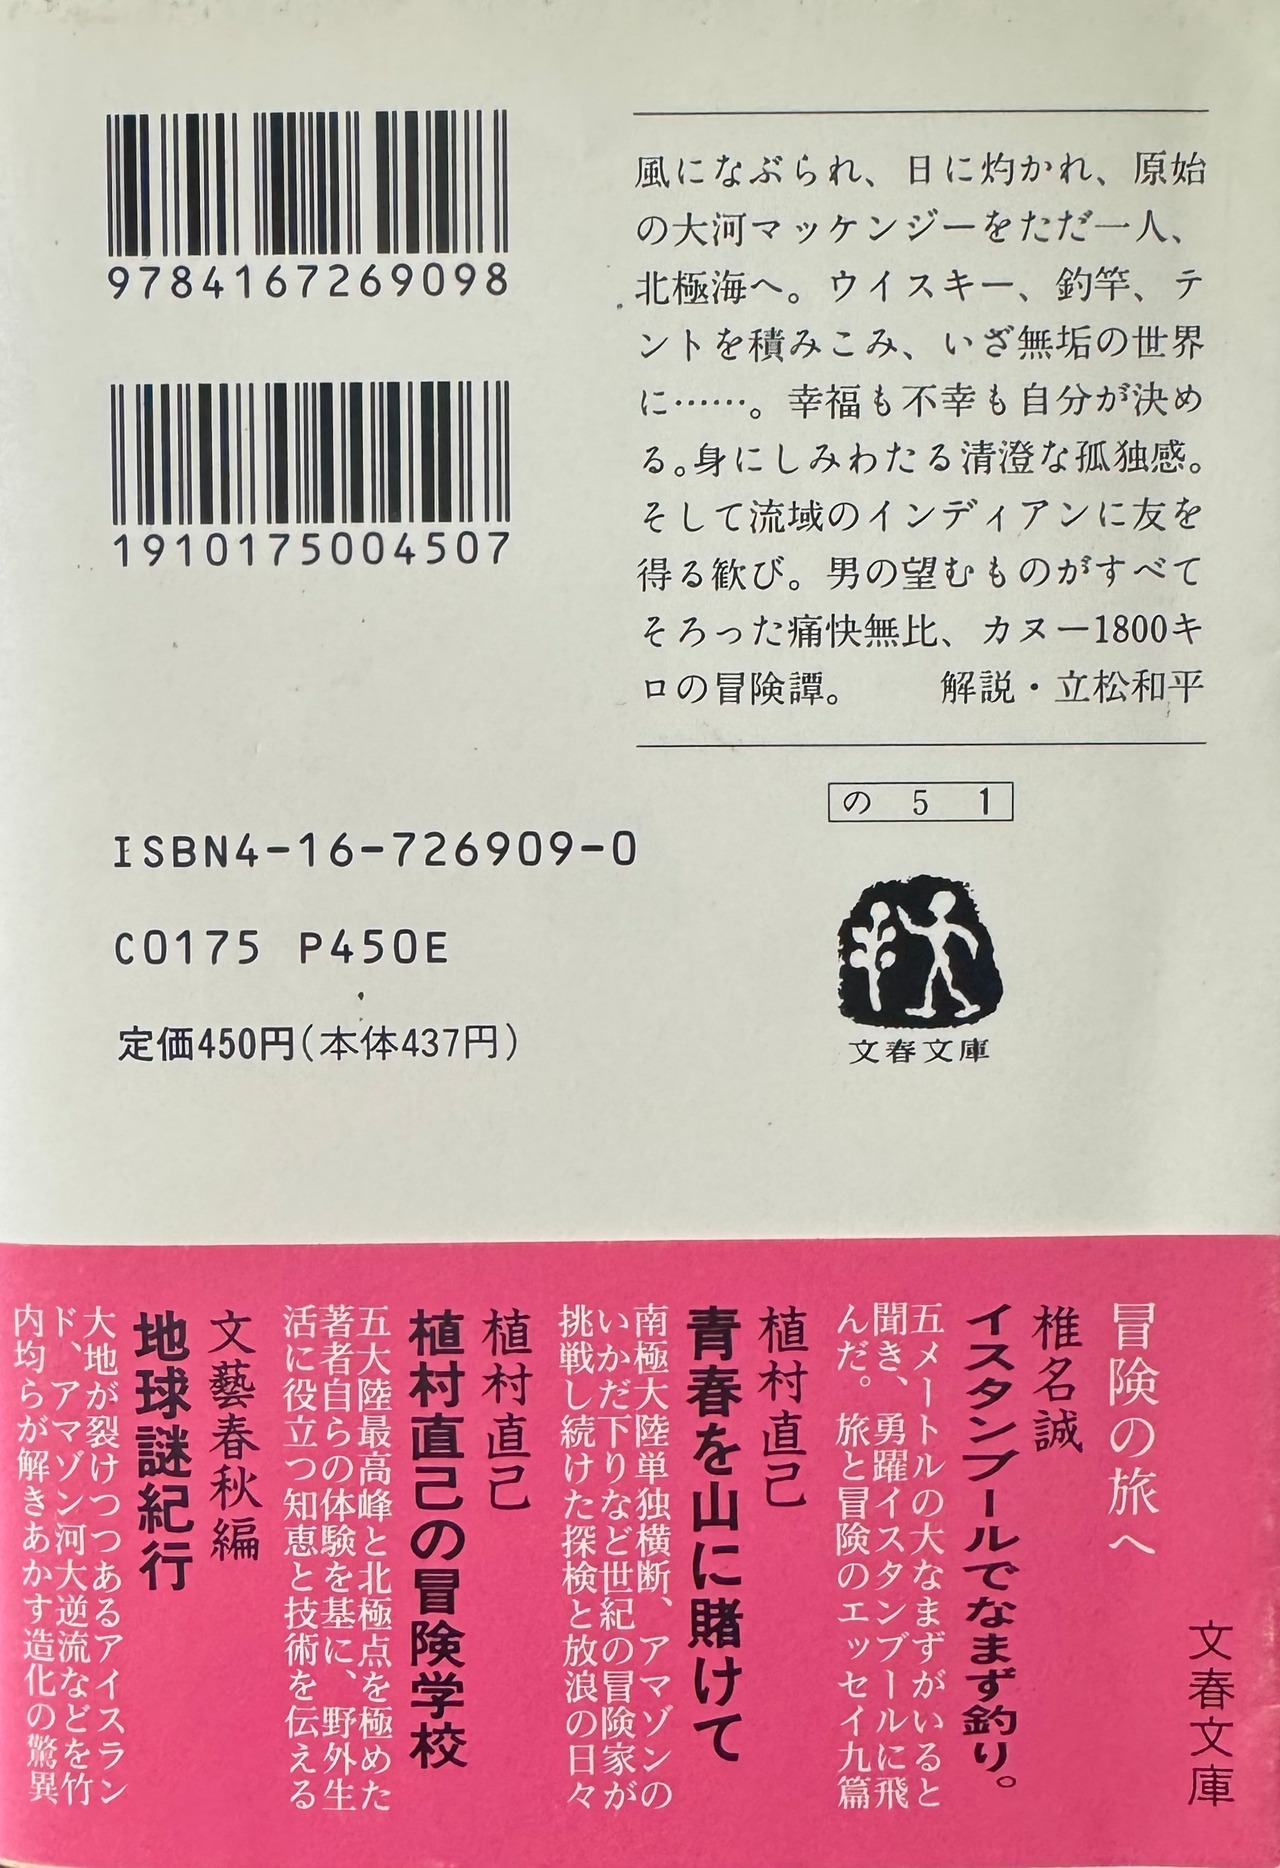 9784167269098
1910175004507
風になぶられ、日に灼かれ、原始
の大河マッケンジーをただ一人、
北極海へ。ウイスキー、釣竿、テ
ントを積みこみ、いざ無垢の世界
に……。幸福も不幸も自分が決め
る。身にしみわたる清澄な孤独感。
そして流域のインディアンに友を
得る歓び。男の望むものがすべて
そろった痛快無比、カヌー1800キ
ロの冒険譚。　　解説・立松和平
の 5 1
文春文庫
ISBN4-16-726909-0
C0175 P450E
定価450円(本体437円)
文春文庫
冒険の旅へ
椎名誠
イスタンブールでなまず釣り。
五メートルの大なまずがいると
聞き、勇躍イスタンブールに飛
んだ。旅と冒険のエッセイ九篇
植村直己
青春を山に賭けて
南極大陸単独横断、アマゾンの
いかだ下りなど世紀の冒険家が
挑戦し続けた探検と放浪の日々
植村直己
植村直己の冒険学校
五大陸最高峰と北極点を極めた
著者自らの体験を基に、野外生
活に役立つ知恵と技術を伝える
文藝春秋編
地球謎紀行
大地が裂けつつあるアイスラン
ド、アマゾン河大逆流などを竹
内均らが解きあかす造化の驚異